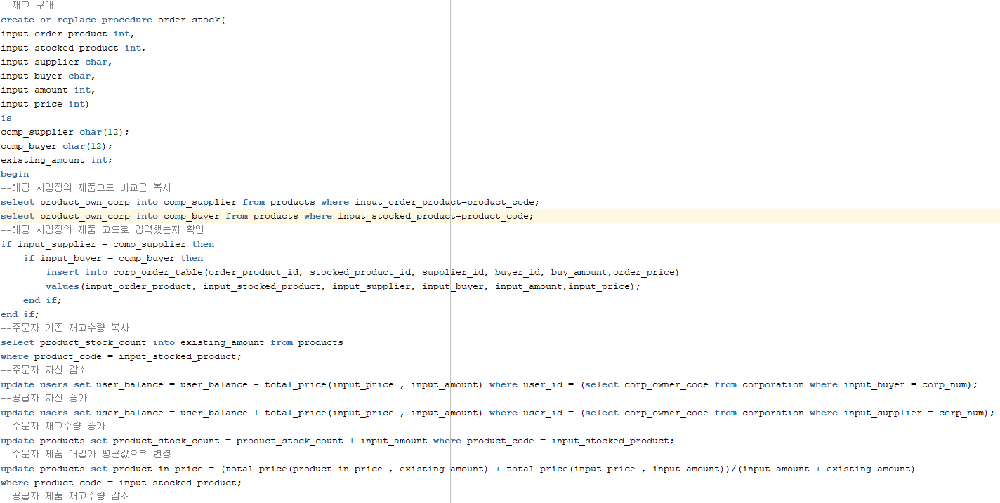 --재고 구매
create or replace procedure order_stock(
input_order_product int,
input_stocked_product int,
input_supplier char,
input_buyer char,
input_amount int,
input_price int)
is
comp_supplier char(12);
comp_buyer char(12);
existing_amount int;
begin
--해당 사업장의 제품코드 비교군 복사
select product_own_corp into comp_supplier from products where input_order_product=product_code;
select product_own_corp into comp_buyer from products where input_stocked_product=product_code;
--해당 사업장의 제품 코드로 입력했는지 확인
if input_supplier = comp_supplier then
    if input_buyer = comp_buyer then
        insert into corp_order_table(order_product_id, stocked_product_id, supplier_id, buyer_id, buy_amount,order_price)
        values(input_order_product, input_stocked_product, input_supplier, input_buyer, input_amount,input_price);
    end if;
end if;
--주문자 기존 재고수량 복사
select product_stock_count into existing_amount from products
where product_code = input_stocked_product;
--주문자 자산 감소
update users set user_balance = user_balance - total_price(input_price , input_amount) where user_id = (select corp_owner_code from corporation where input_buyer = corp_num);
--공급자 자산 증가
update users set user_balance = user_balance + total_price(input_price , input_amount) where user_id = (select corp_owner_code from corporation where input_supplier = corp_num);
--주문자 재고수량 증가
update products set product_stock_count = product_stock_count + input_amount where product_code = input_stocked_product;
--주문자 제품 매입가 평균값으로 변경
update products set product_in_price = (total_price(product_in_price , existing_amount) + total_price(input_price , input_amount))/(input_amount + existing_amount)
where product_code = input_stocked_product;
--공급자 제품 재고수량 감소